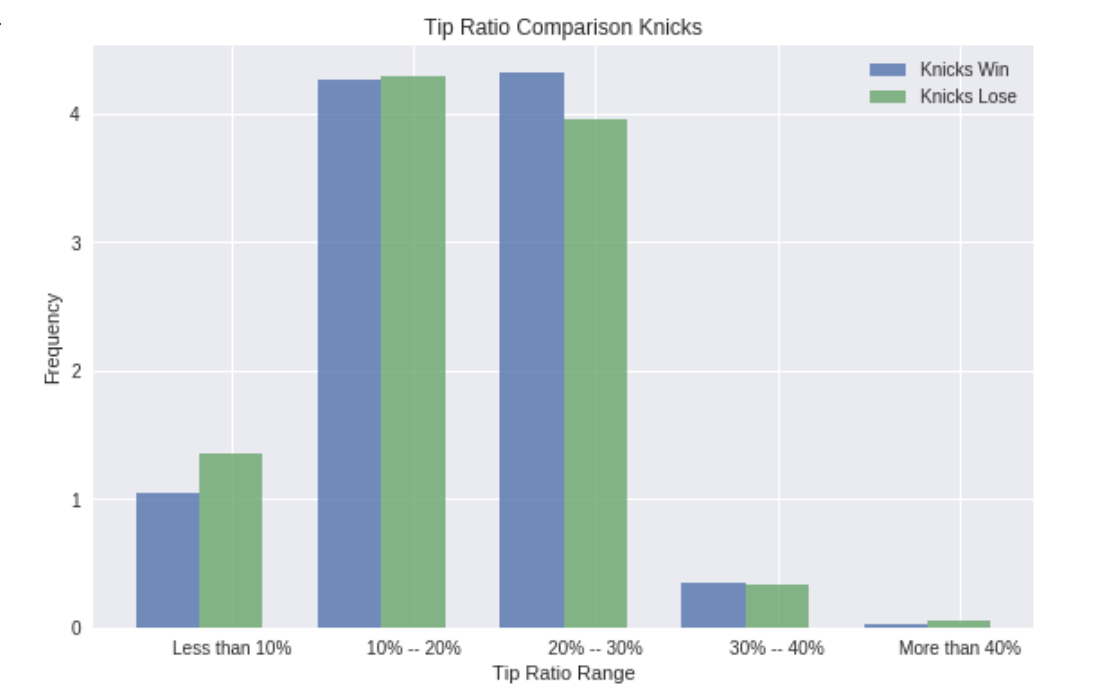 Tip Ratio Comparison Knicks
Knicks Win
Knicks Lose
4
3
2
1
0
Frequency
Less than 10% 10% -- 20% 20% -- 30% 30% -- 40% More than 40%
Tip Ratio Range